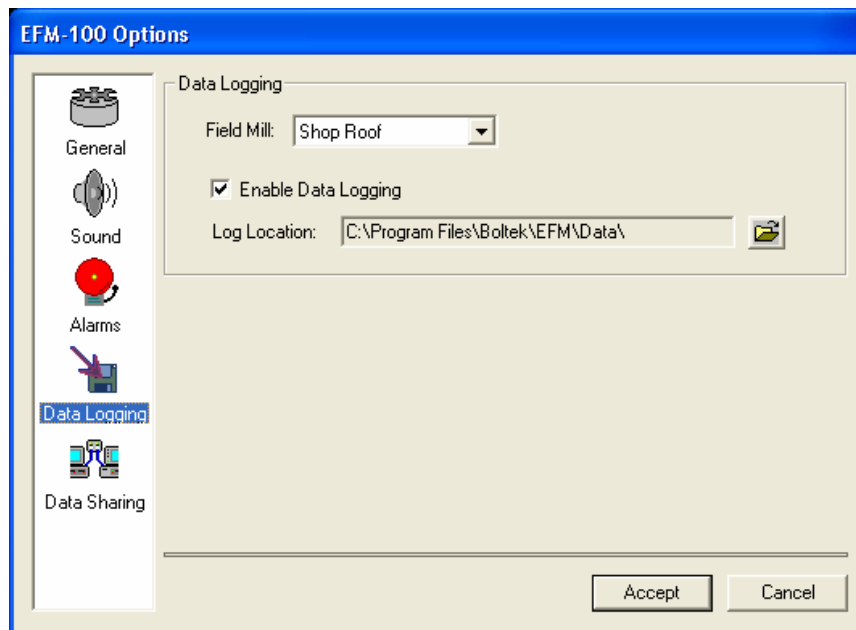 EFM-100 Options
General
Sound
Alarms
Data Logging
Data Sharing
Data Logging
Field Mill: Shop Roof
Enable Data Logging
Log Location: C:\Program Files\Boltek\EFM\Data\
Accept Cancel